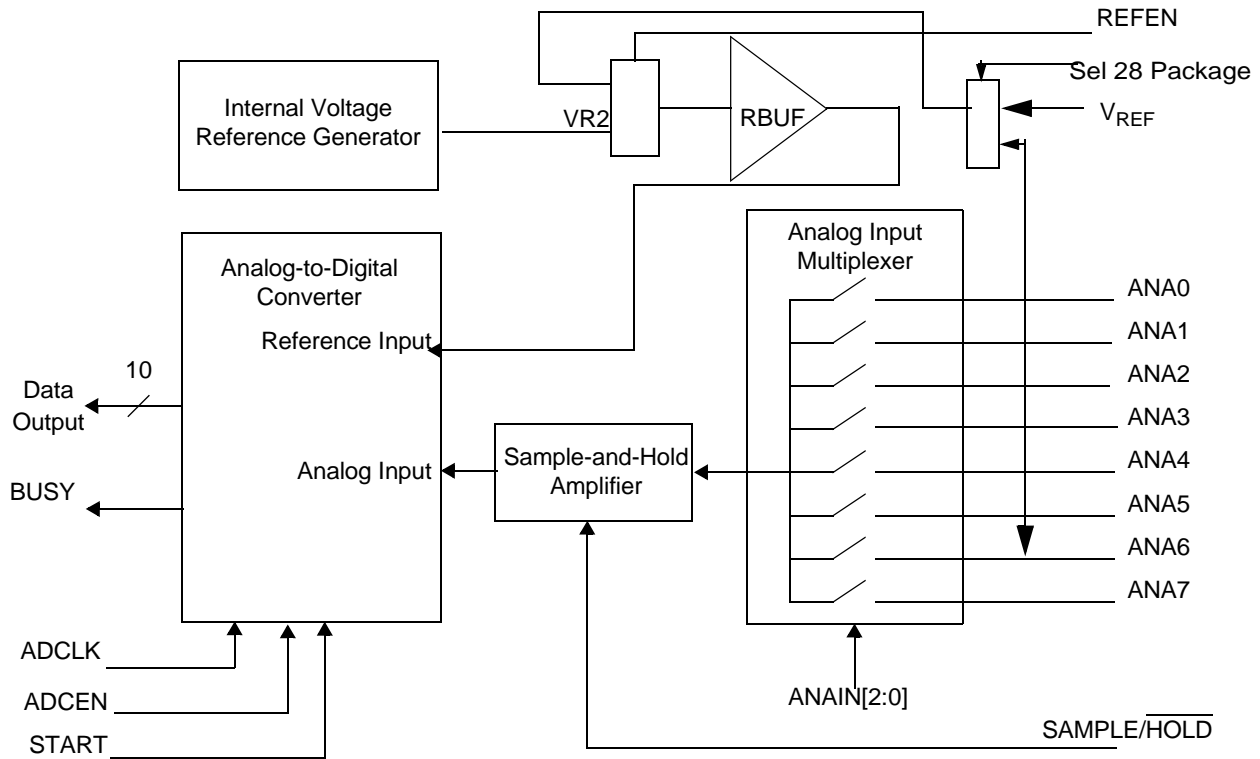 REFEN
Sel 28 Package
Internal Voltage
Reference Generator
VR2
RBUF
VREF
Analog Input
Multiplexer
Analog-to-Digital
Converter
ANA0
Reference Input
ANA1
10
ANA2
Data
Output
ANA3
Analog Input
Sample-and-Hold
Amplifier
ANA4
BUSY
ANA5
ANA6
ANA7
ADCLK
ADCEN
ANAIN[2:0]
START
SAMPLE/HOLD